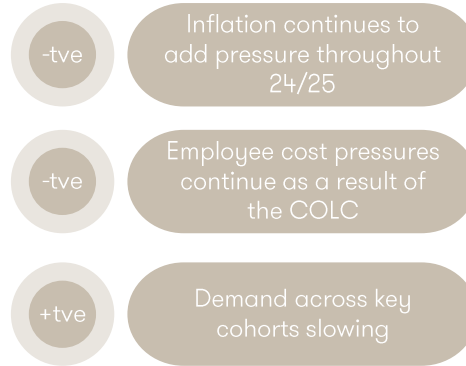 -tve
Inflation continues to
add pressure throughout
24/25
-tve
Employee cost pressures
continue as a result of
the COLC
+tve
Demand across key
cohorts slowing